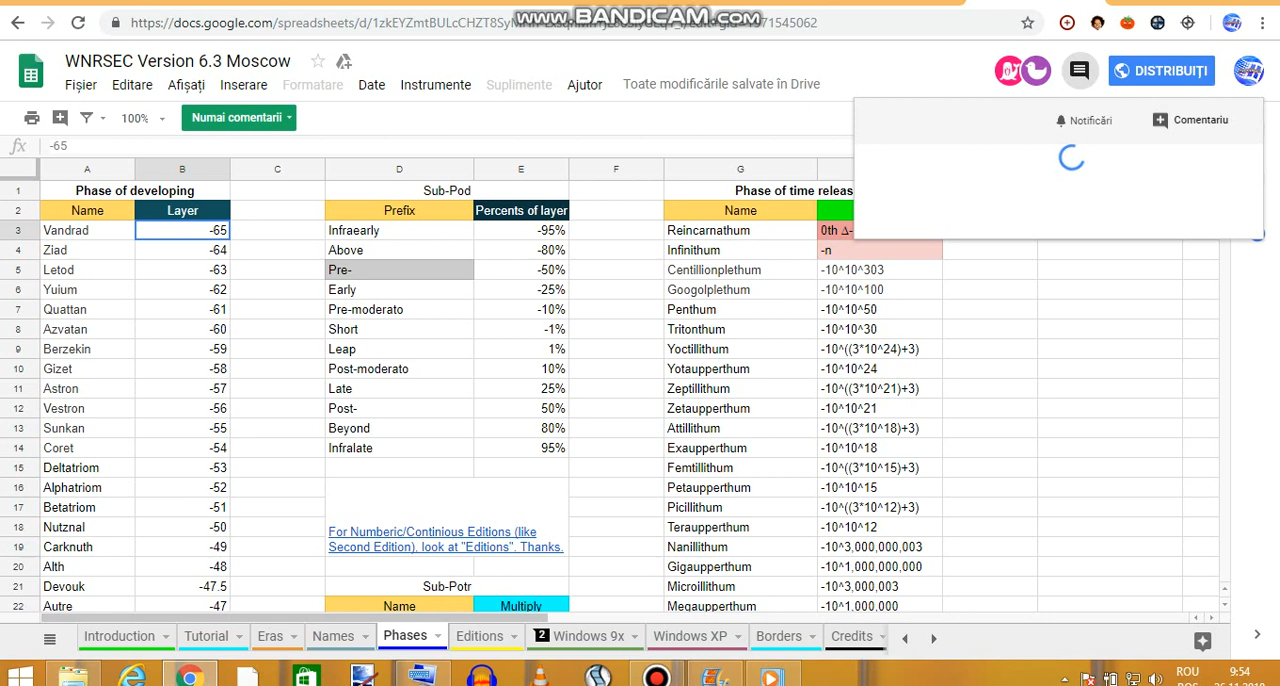 https://docs.google.com/spreadsheets/d/
www.BANDICAM.com
WNRSEC Version 6.3 Moscow
Fișier Editare Afișați Inserare Formatare Date Instrumente Suplimente Ajutor Toate modificările salvate în Drive
DISTRIBUIȚI
100% Numai comentarii
Notificări Comentariu
fx -65
A B C D E F G
1 Phase of developing Sub-Pod Phase of time relea
2 Name Layer Prefix Percents of layer Name
3 Vandrad -65 Infraearly -95% Reincarnathum 0th Δ-
4 Ziad -64 Above -80% Infinithum -n
5 Letod -63 Pre- -50% Centillionplethum -10^10^303
6 Yuium -62 Early -25% Googolplethum -10^10^100
7 Quattan -61 Pre-moderato -10% Penthum -10^10^50
8 Azvatan -60 Short -1% Tritonthum -10^10^30
9 Berzekin -59 Leap 1% Yoctillithum -10^((3*10^24)+3)
10 Gizet -58 Post-moderato 10% Yotaupperthum -10^10^24
11 Astron -57 Late 25% Zeptillithum -10^((3*10^21)+3)
12 Vestron -56 Post- 50% Zetaupperthum -10^10^21
13 Sunkan -55 Beyond 80% Attillithum -10^((3*10^18)+3)
14 Coret -54 Infralate 95% Exaupperthum -10^10^18
15 Deltatriom -53 Femtillithum -10^((3*10^15)+3)
16 Alphatriom -52 Petaupperthum -10^10^15
17 Betatriom -51 Picillithum -10^((3*10^12)+3)
18 Nutznal -50 For Numberic/Continious Editions (like Teraupperthum -10^10^12
19 Carknuth -49 Second Edition), look at "Editions". Thanks. Nanillithum -10^3,000,000,003
20 Alth -48 Gigaupperthum -10^1,000,000,000
21 Devouk -47.5 Sub-Potr Microillithum -10^3,000,003
22 Autre -47 Name Multiply Megaupperthum -10^1,000,000
Introduction Tutorial Eras Names Phases Editions 2 Windows 9x Windows XP Borders Credits
ROU 9:54